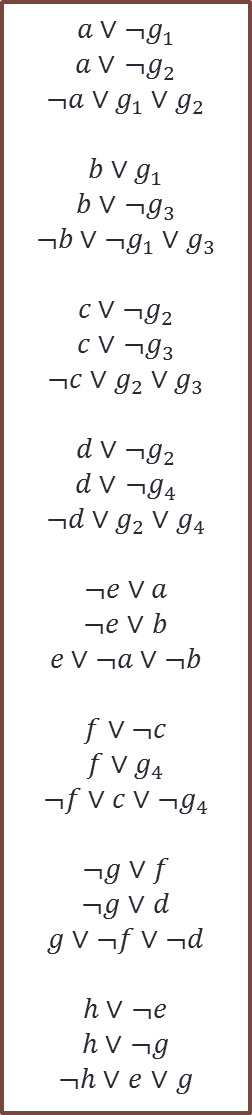 a ∨ ¬g₁
a ∨ ¬g₂
¬a ∨ g₁ ∨ g₂
b ∨ g₁
b ∨ ¬g₃
¬b ∨ ¬g₁ ∨ g₃
c ∨ ¬g₂
c ∨ ¬g₃
¬c ∨ g₂ ∨ g₃
d ∨ ¬g₂
d ∨ ¬g₄
¬d ∨ g₂ ∨ g₄
¬e ∨ a
¬e ∨ b
e ∨ ¬a ∨ ¬b
f ∨ ¬c
f ∨ g₄
¬f ∨ c ∨ ¬g₄
¬g ∨ f
¬g ∨ d
g ∨ ¬f ∨ ¬d
h ∨ ¬e
h ∨ ¬g
¬h ∨ e ∨ g